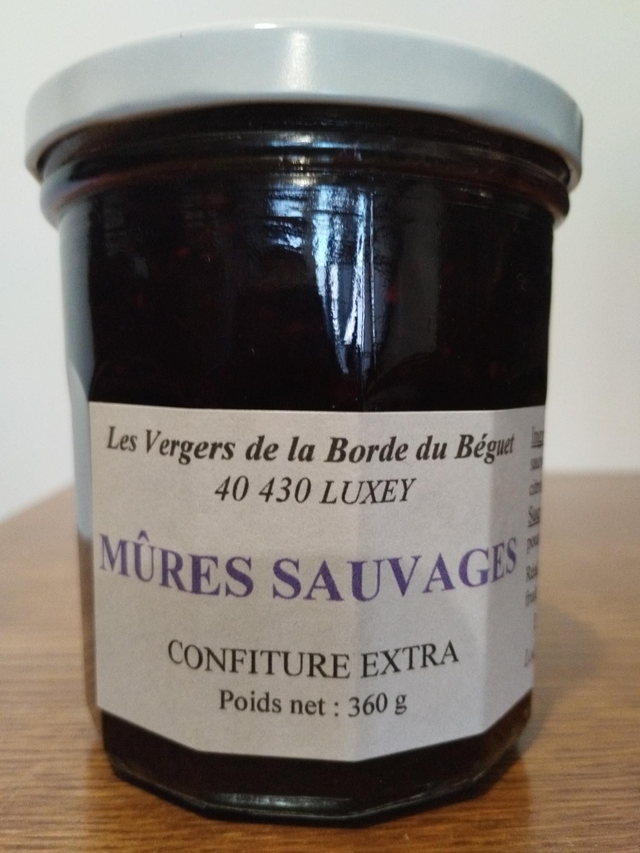 Les Vergers de la Borde du Béguet
40 430 LUXEY
MÛRES SAUVAGES
CONFITURE EXTRA
Poids net : 360 g